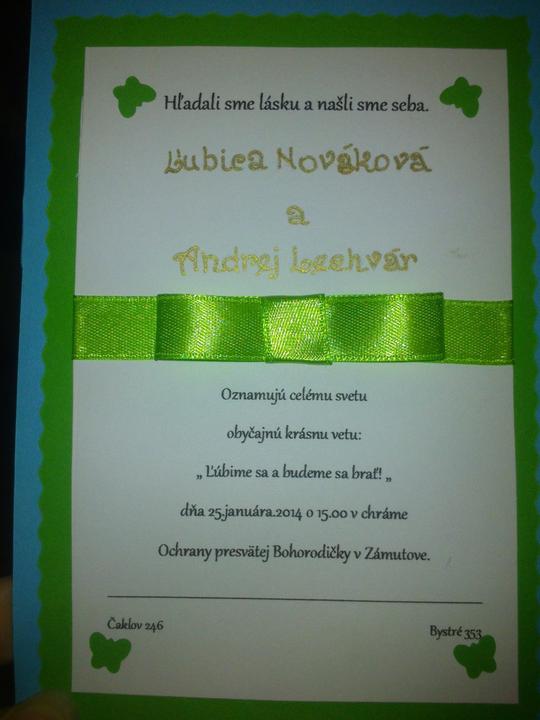 Hľadali sme lásku a našli sme seba.
Ľubica Nováková
a
Andrej Lechvár
Oznamujú celému svetu
obyčajnú krásnu vetu:
„ Ľúbime sa a budeme sa brať! „
dňa 25.januára.2014 o 15.00 v chráme
Ochrany presvätej Bohorodičky v Zámutove.
Čaklov 246
Bystré 353